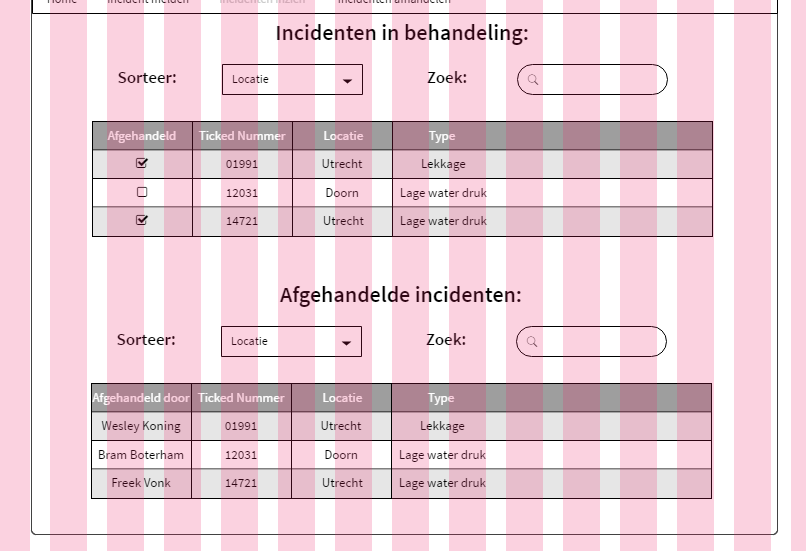 Home Incident melden Incidenten inzien Incidenten afhandelen
Incidenten in behandeling:
Sorteer: Locatie Zoek:
Afgehandeld Ticked Nummer Locatie Type
01991 Utrecht Lekkage
12031 Doorn Lage water druk
14721 Utrecht Lage water druk
Afgehandelde incidenten:
Sorteer: Locatie Zoek:
Afgehandeld door Ticked Nummer Locatie Type
Wesley Koning 01991 Utrecht Lekkage
Bram Boterham 12031 Doorn Lage water druk
Freek Vonk 14721 Utrecht Lage water druk